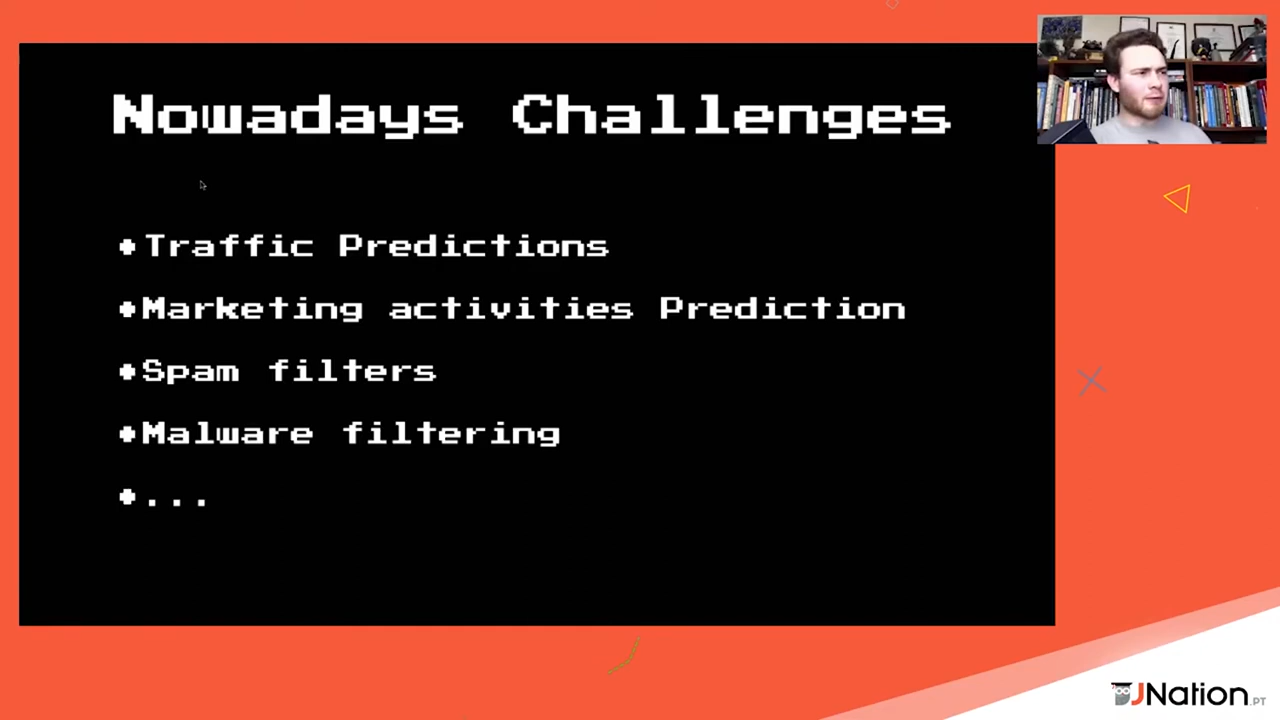 Nowadays Challenges
•Traffic Predictions
•Marketing activities Prediction
•Spam filters
•Malware filtering
•...
JNation.PT